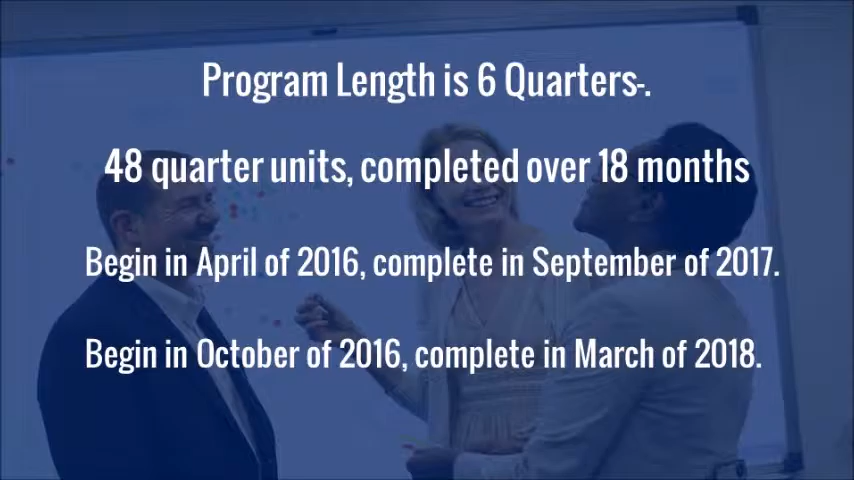 Program Length is 6 Quarters-.
48 quarter units, completed over 18 months
Begin in April of 2016, complete in September of 2017.
Begin in October of 2016, complete in March of 2018.